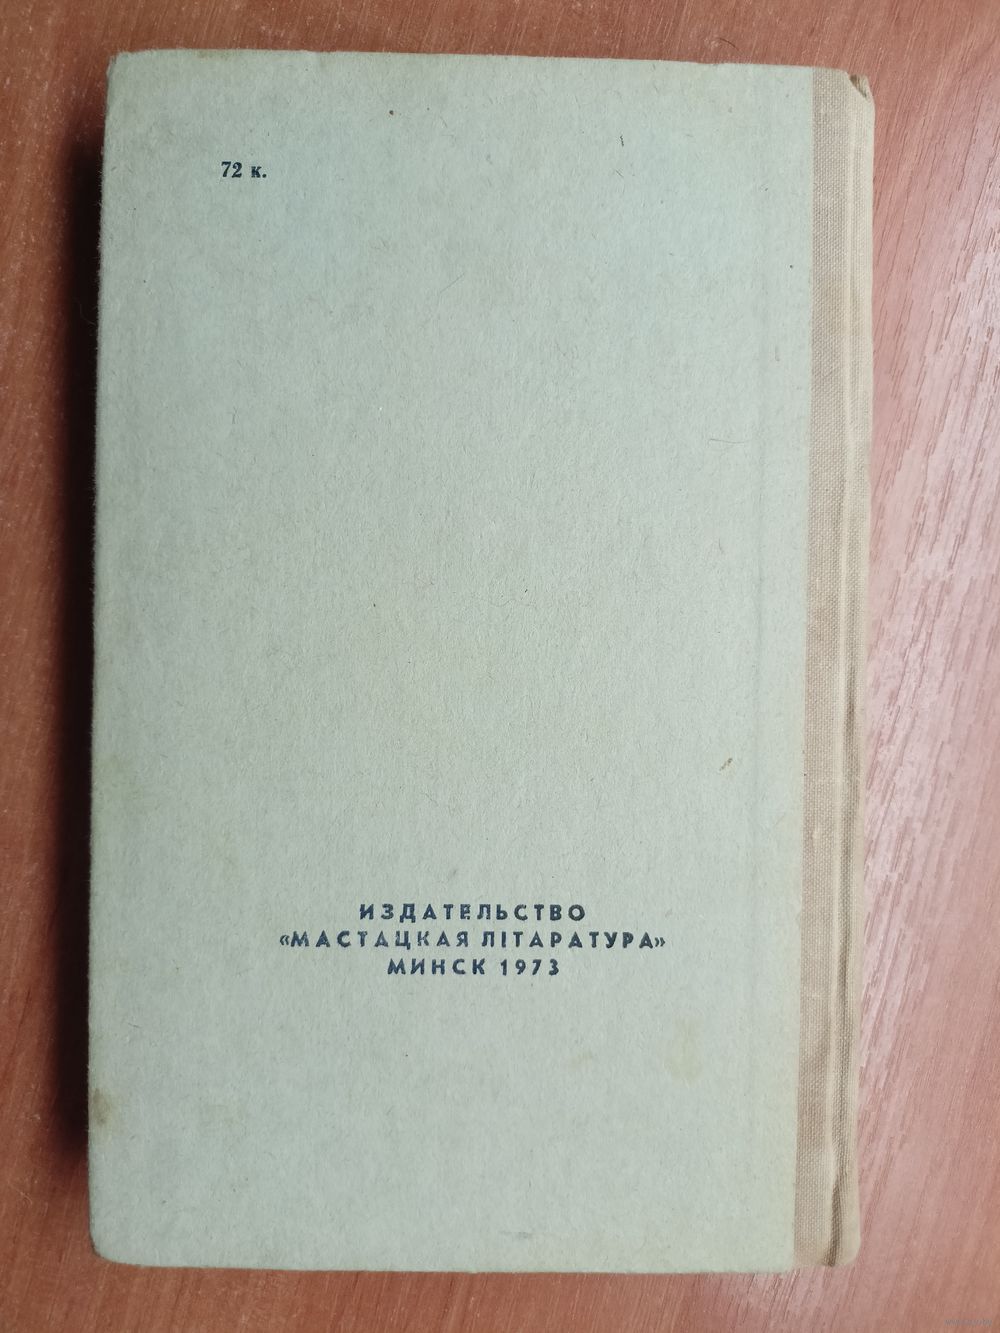 72 к.
ИЗДАТЕЛЬСТВО
«МАСТАЦКАЯ ЛІТАРАТУРА»
МИНСК 1973